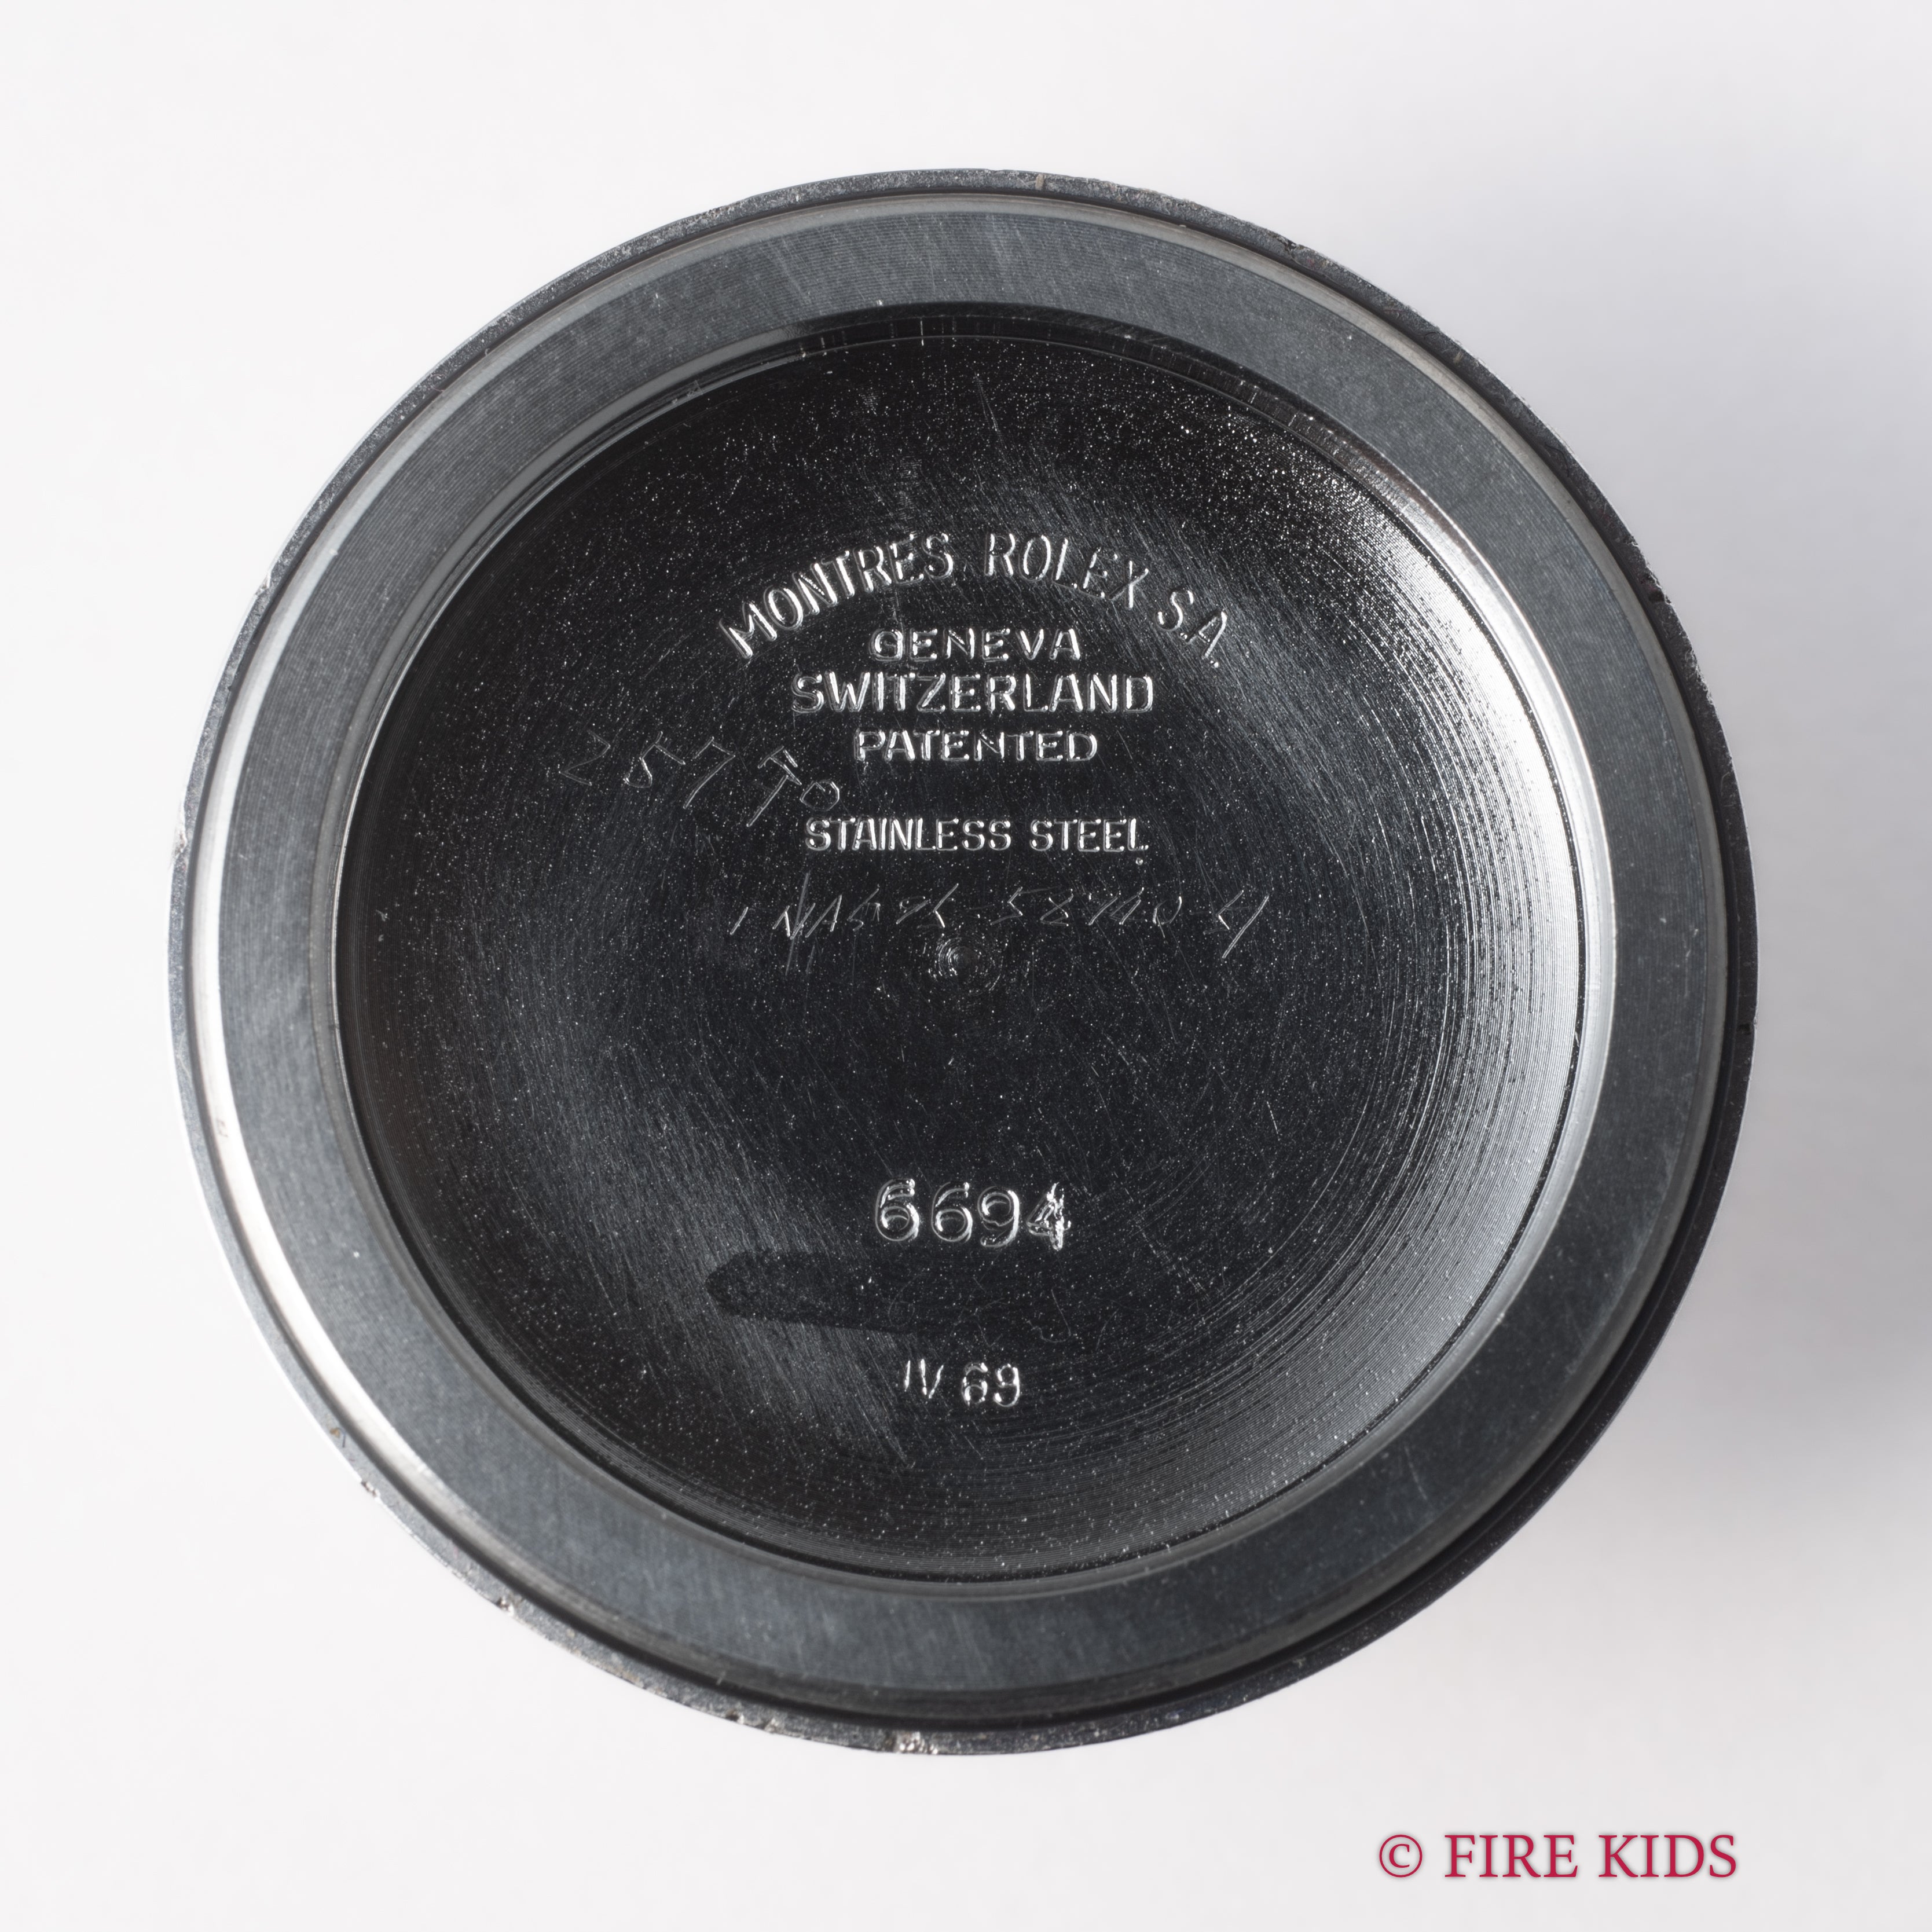 MONTRES ROLEX S.A.
GENEVA
SWITZERLAND
PATENTED
STAINLESS STEEL
6694
IV 69
© FIRE KIDS